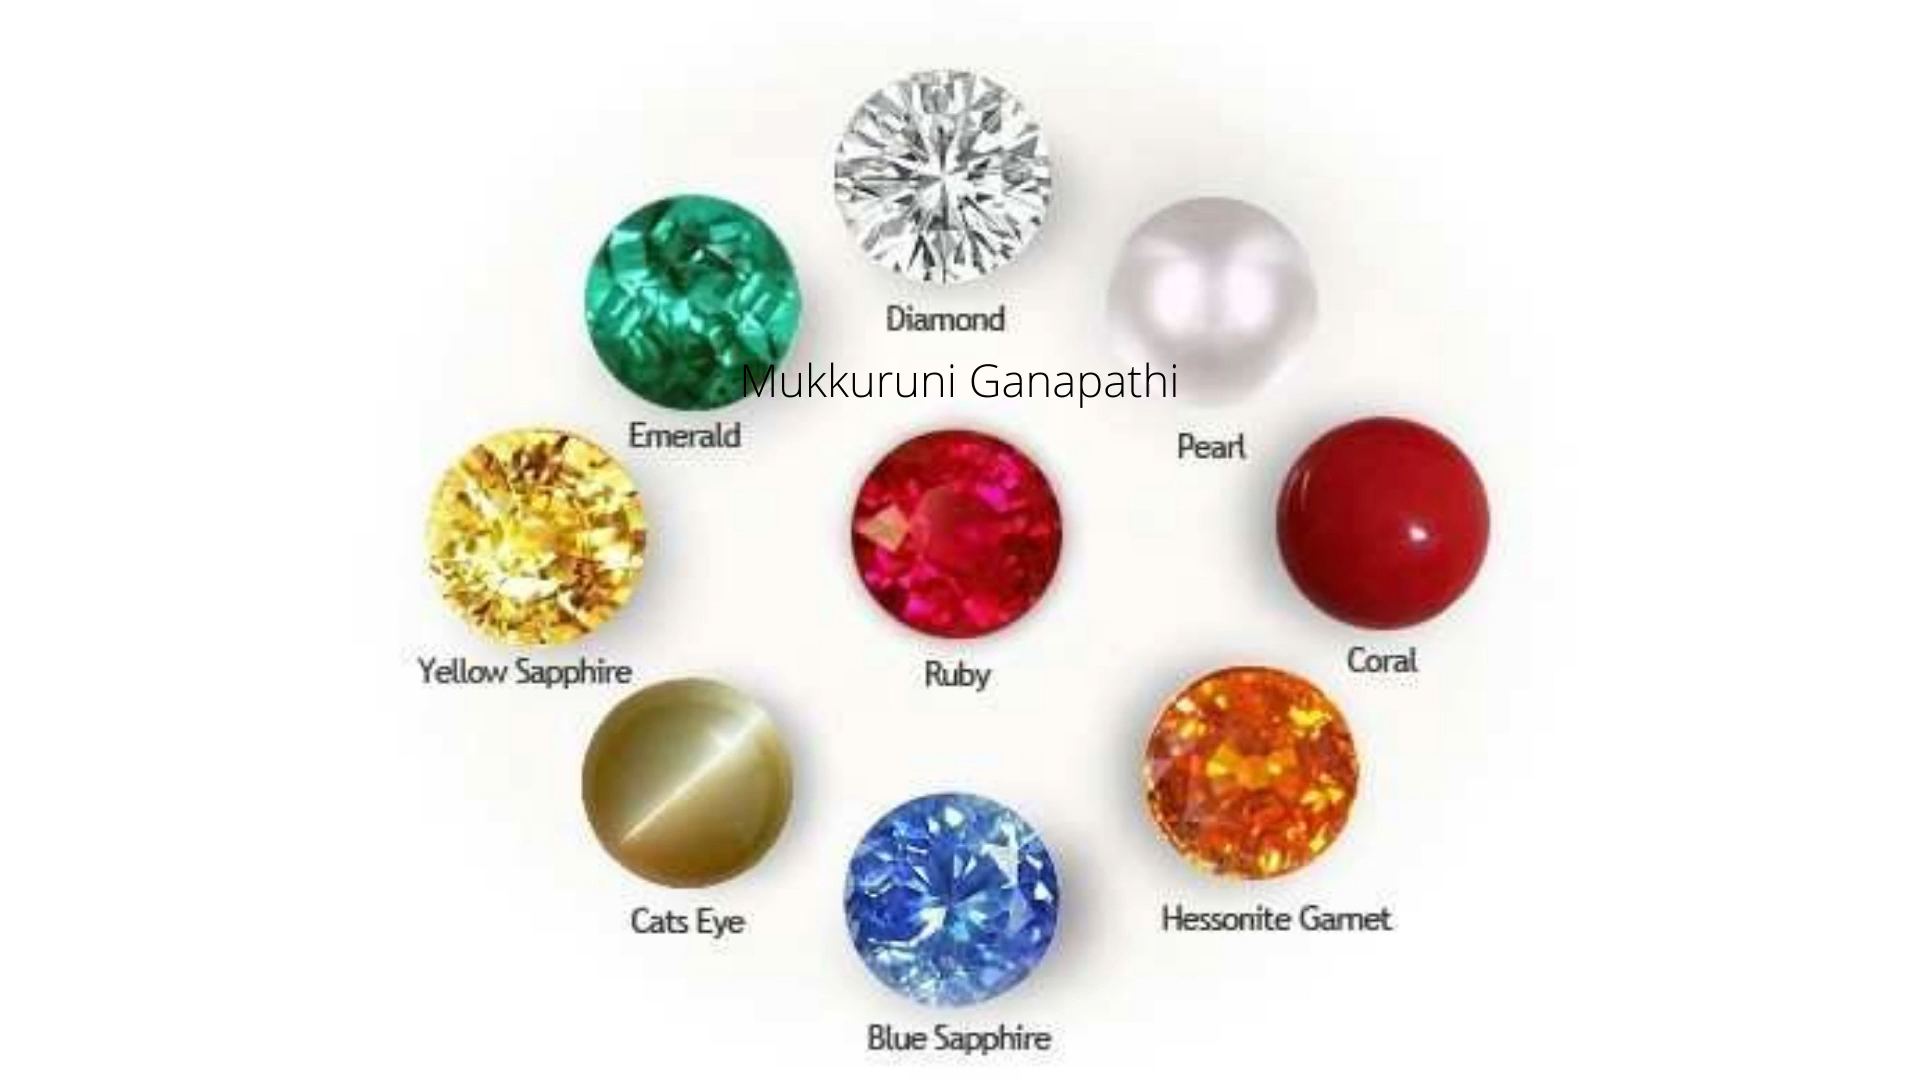 Diamond
Mukkuruni Ganapathi
Emerald
Pearl
Yellow Sapphire
Ruby
Coral
Cats Eye
Hessonite Garnet
Blue Sapphire